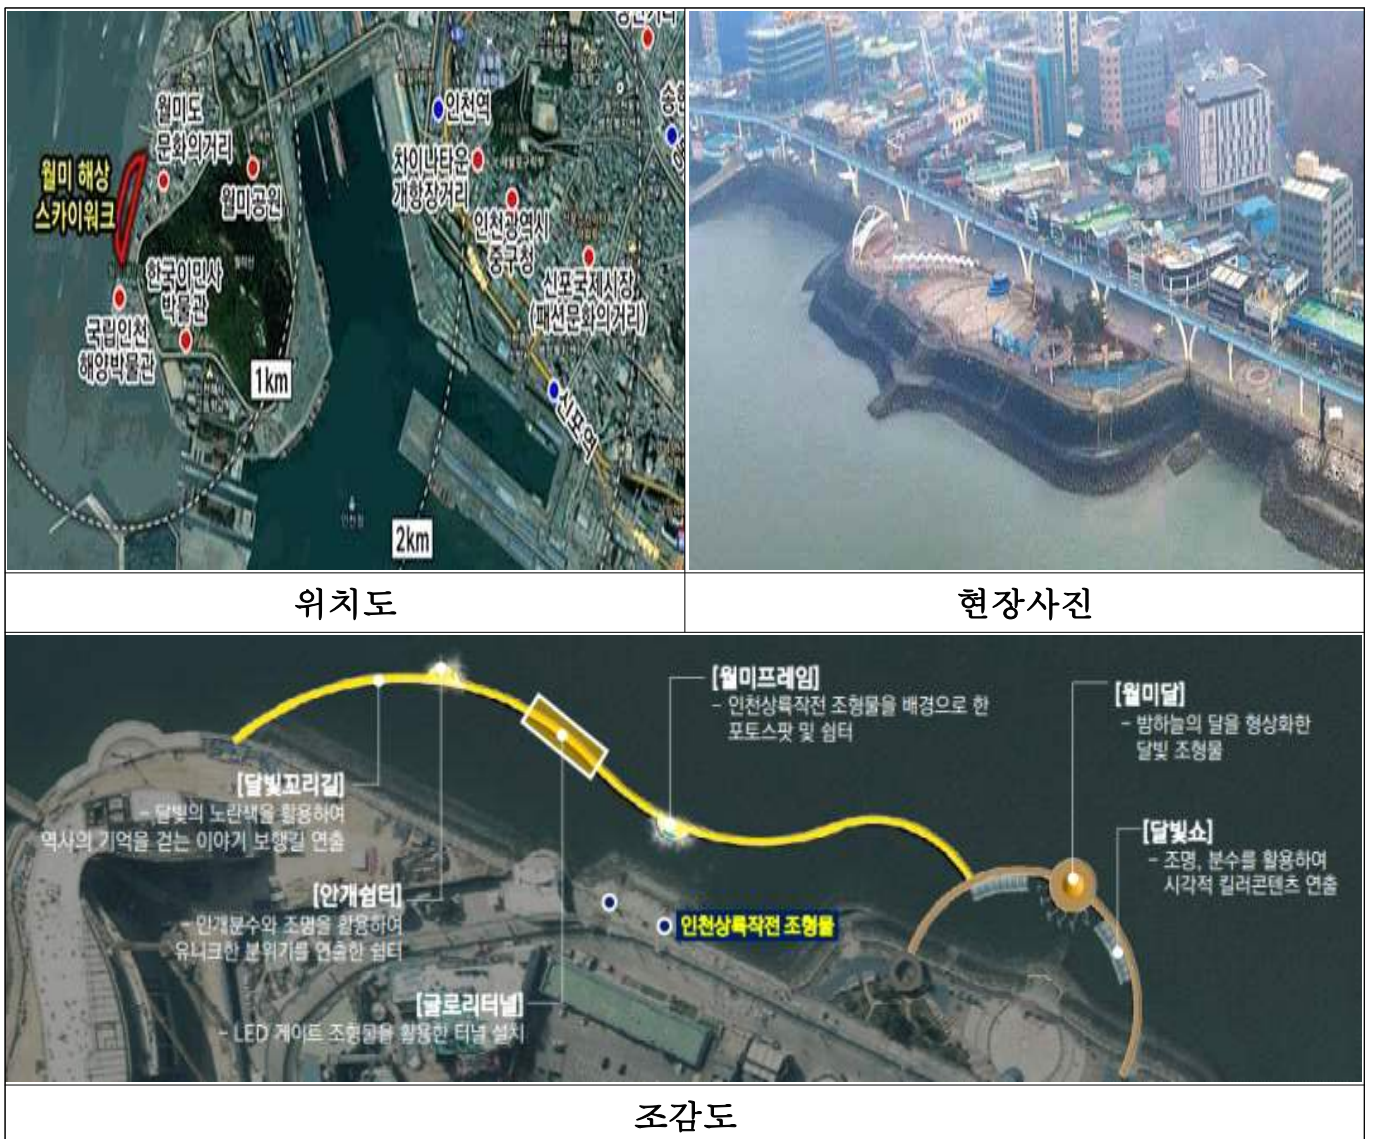 월미도
문화의거리
월미 해상
스카이워크
월미공원
인천역
차이나타운
개항장거리
인천광역시
중구청
신포국제시장
(패션문화의거리)
한국이민사
박물관
국립인천
해양박물관
1km
2km
신포역
인천항
위치도
현장사진
[달빛꼬리길]
- 달빛의 노란색을 활용하여
역사의 기억을 걷는 이야기 보행길 연출
[안개쉼터]
- 안개분수와 조명을 활용하여
유니크한 분위기를 연출한 쉼터
[글로리터널]
- LED 게이트 조형물을 활용한 터널 설치
[월미프레임]
- 인천상륙작전 조형물을 배경으로 한
포토스팟 및 쉼터
인천상륙작전 조형물
[월미달]
- 밤하늘의 달을 형상화한
달빛 조형물
[달빛쇼]
- 조명, 분수를 활용하여
시각적 킬러콘텐츠 연출
조감도